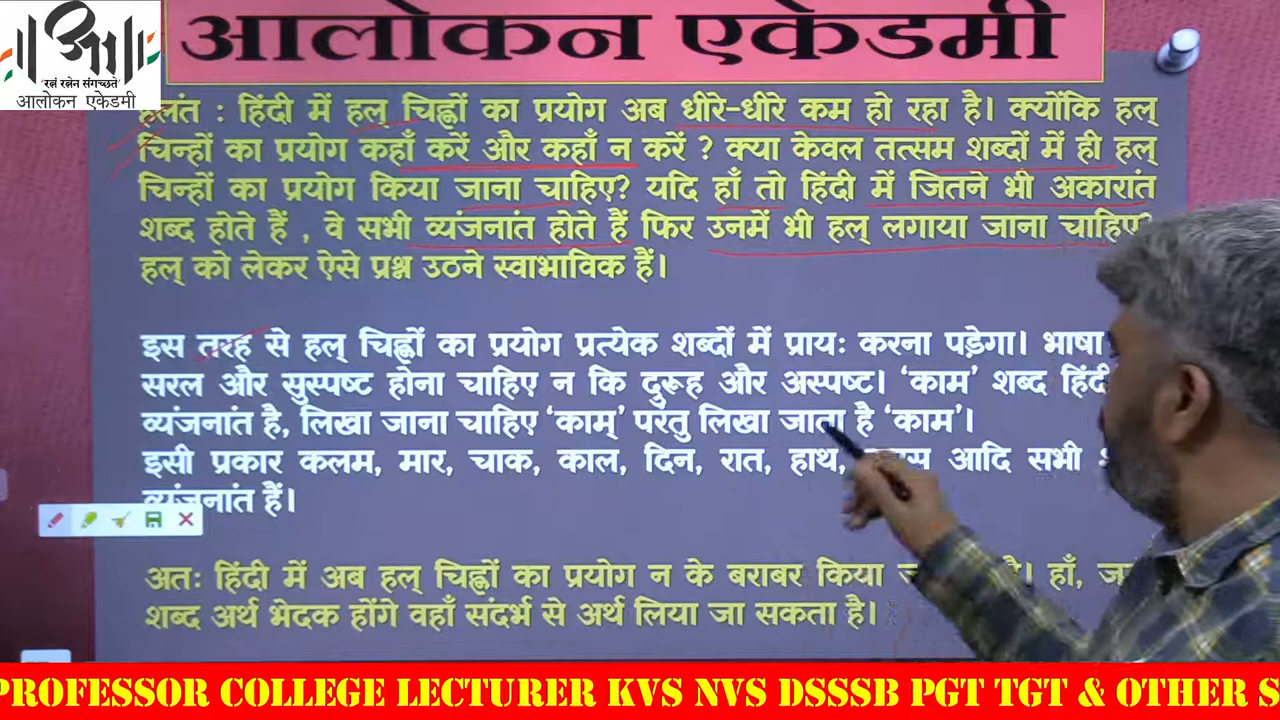 आलोकन एकेडमी
'रत्नं रत्नेन संगच्छते'
आलोकन एकेडमी
हलंत : हिंदी में हल् चिह्नों का प्रयोग अब धीरे-धीरे कम हो रहा है। क्योंकि हल्
चिन्हों का प्रयोग कहाँ करें और कहाँ न करें ? क्या केवल तत्सम शब्दों में ही हल्
चिन्हों का प्रयोग किया जाना चाहिए? यदि हाँ तो हिंदी में जितने भी अकारांत
शब्द होते हैं , वे सभी व्यंजनांत होते हैं फिर उनमें भी हल् लगाया जाना चाहिए?
हल् को लेकर ऐसे प्रश्न उठने स्वाभाविक हैं।
इस तरह से हल् चिह्नों का प्रयोग प्रत्येक शब्दों में प्रायः करना पड़ेगा। भाषा
सरल और सुस्पष्ट होना चाहिए न कि दुरूह और अस्पष्ट। 'काम' शब्द हिंदी
व्यंजनांत है, लिखा जाना चाहिए 'काम्' परंतु लिखा जाता है 'काम'।
इसी प्रकार कलम, मार, चाक, काल, दिन, रात, हाथ, आदि सभी
व्यंजनांत हैं।
अतः हिंदी में अब हल् चिह्नों का प्रयोग न के बराबर किया है। हाँ,
शब्द अर्थ भेदक होंगे वहाँ संदर्भ से अर्थ लिया जा सकता है।
PROFESSOR COLLEGE LECTURER KVS NVS DSSSB PGT TGT & OTHER S